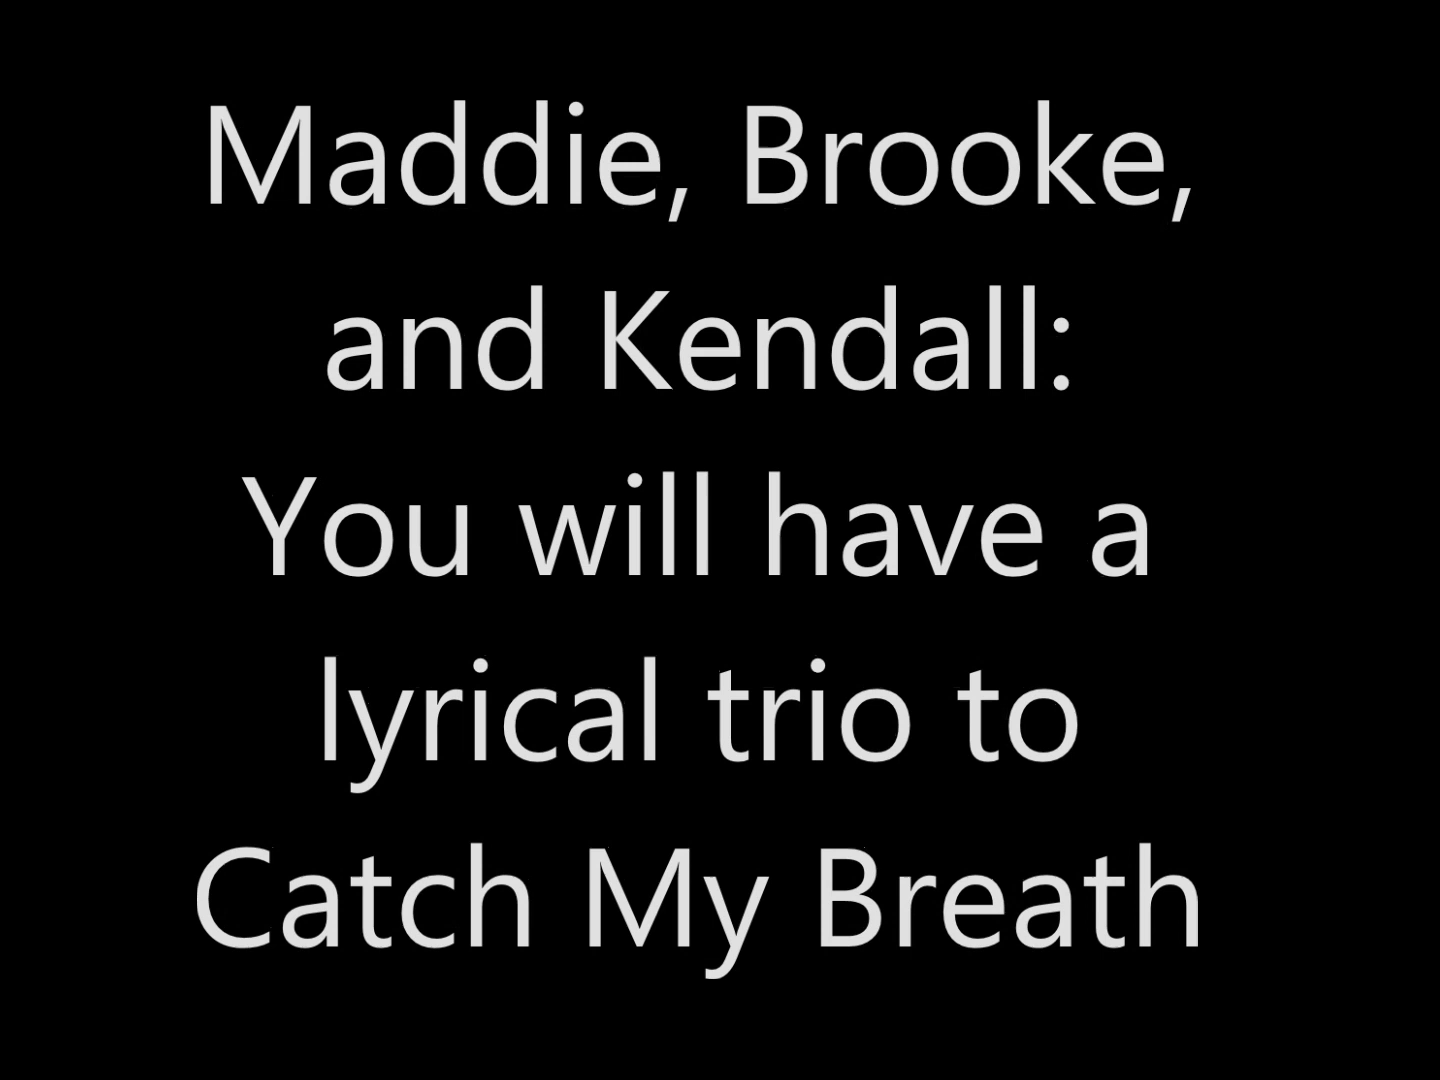 Maddie, Brooke,
and Kendall:
You will have a
lyrical trio to
Catch My Breath